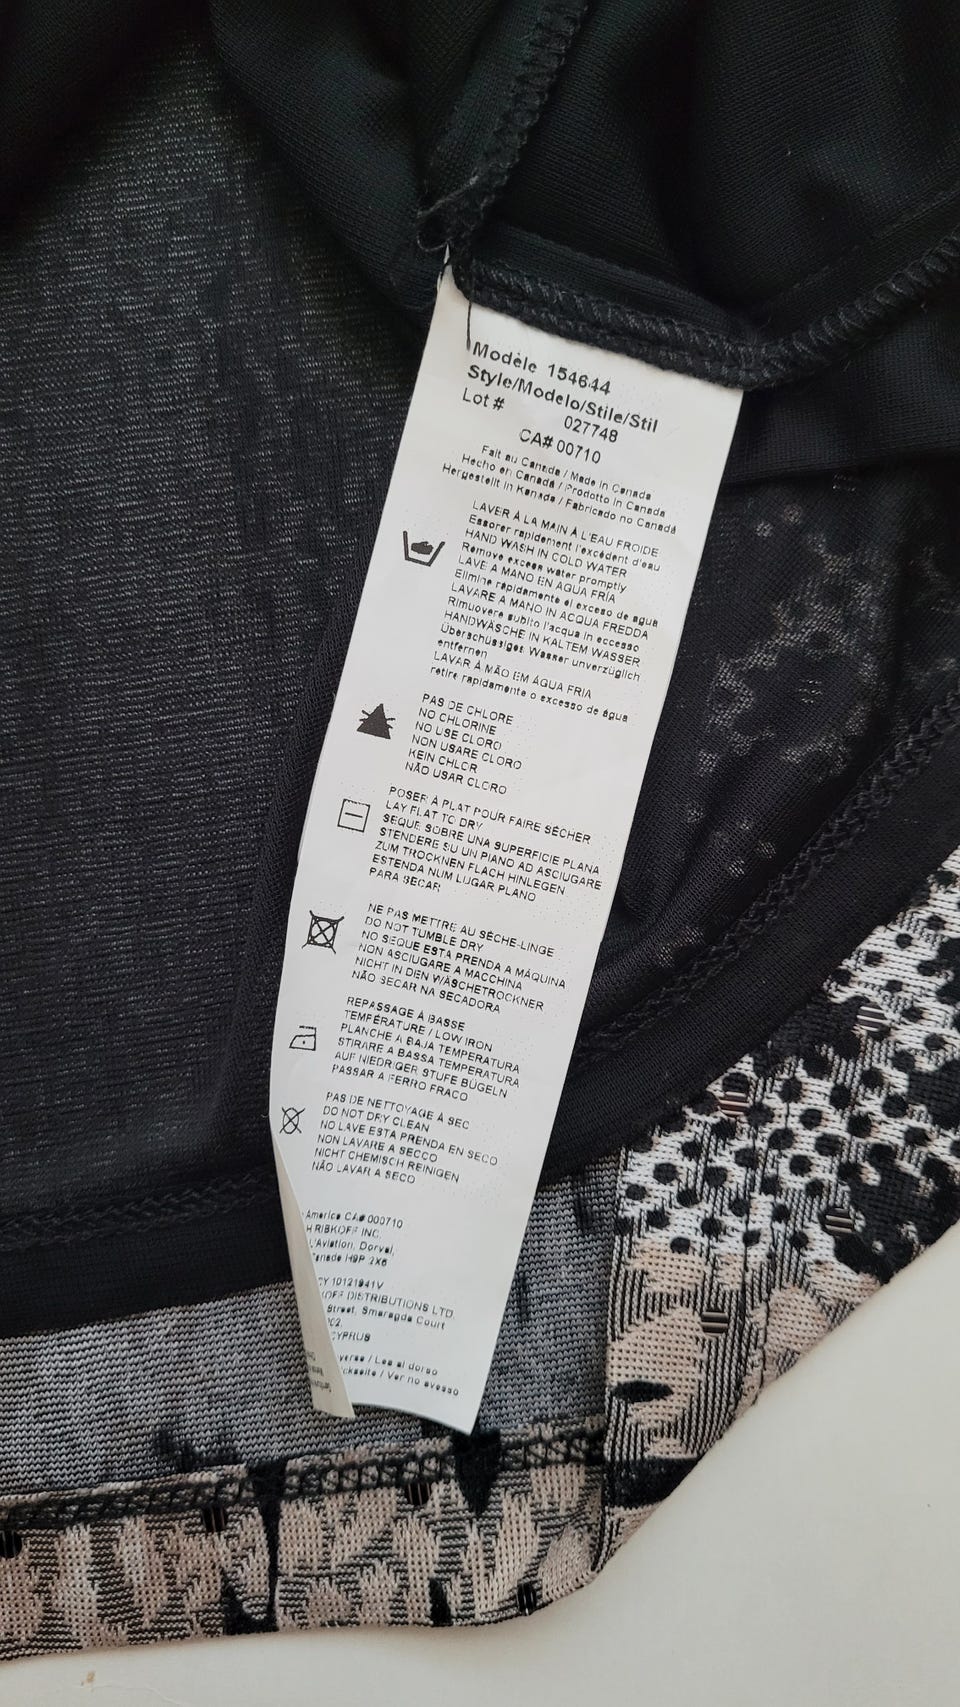 Modèle 154644
Style/Modelo/Stile/Stil
Lot # 027748
CA# 00710
Fait au Canada / Made in Canada
Hecho en Canadá / Prodotto in Canada
Hergestellt in Kanada / Fabricado no Canadá
LAVER À LA MAIN À L'EAU FROIDE
Essorer rapidement l'excédent d'eau
HAND WASH IN COLD WATER
Remove excess water promptly
LAVE A MANO EN AGUA FRÍA
Elimine rápidamente el exceso de agua
LAVARE A MANO IN ACQUA FREDDA
Rimuovere subito l'acqua in eccesso
HANDWÄSCHE IN KALTEM WASSER
Überschüssiges Wasser unverzüglich
entfernen
LAVAR À MÃO EM ÁGUA FRIA
retire rapidamente o excesso de água
PAS DE CHLORE
NO CHLORINE
NO USE CLORO
NON USARE CLORO
KEIN CHLOR
NÃO USAR CLORO
POSER À PLAT POUR FAIRE SÉCHER
LAY FLAT TO DRY
SEQUE SOBRE UNA SUPERFICIE PLANA
STENDERE SU UN PIANO AD ASCIUGARE
ZUM TROCKNEN FLACH HINLEGEN
ESTENDA NUM LUGAR PLANO
PARA SECAR
NE PAS METTRE AU SÈCHE-LINGE
DO NOT TUMBLE DRY
NO SEQUE ESTA PRENDA A MÁQUINA
NON ASCIUGARE A MACCHINA
NICHT IN DEN WÄSCHETROCKNER
NÃO SECAR NA SECADORA
REPASSAGE À BASSE
TEMPÉRATURE / LOW IRON
PLANCHE A BAJA TEMPERATURA
STIRARE A BASSA TEMPERATURA
AUF NIEDRIGER STUFE BÜGELN
PASSAR A FERRO FRACO
PAS DE NETTOYAGE À SEC
DO NOT DRY CLEAN
NO LAVE ESTA PRENDA EN SECO
NON LAVARE A SECCO
NICHT CHEMISCH REINIGEN
NÃO LAVAR A SECO
America CA# 000710
H RIBKOFF INC.
L'Aviation, Dorval,
Canada H9P 2X6
CY 10121941V
KOFF DISTRIBUTIONS LTD.
Street, Smaragda Court
02.
CYPRUS
verso / Lea al dorso
ckseite / Ver no avesso